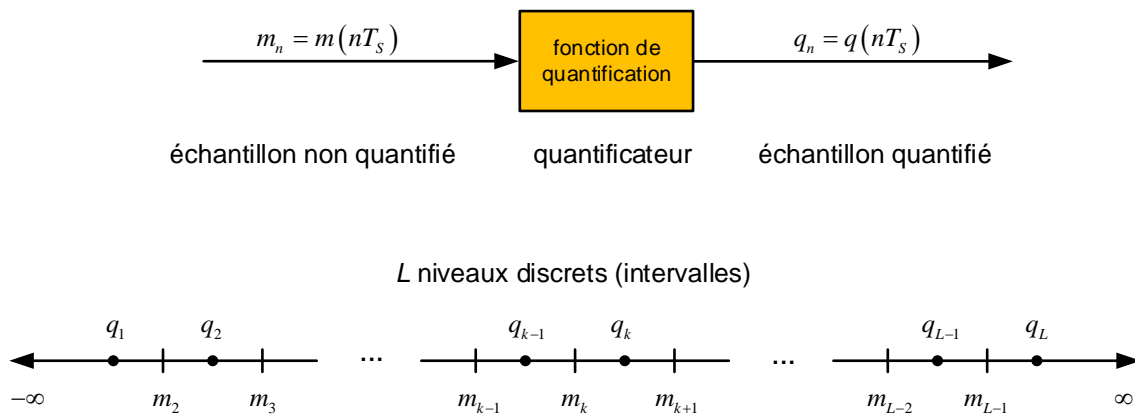 m_n = m(nT_S)
fonction de
quantification
q_n = q(nT_S)
échantillon non quantifié
quantificateur
échantillon quantifié
L niveaux discrets (intervalles)
q_1 q_2 q_{k-1} q_k q_{L-1} q_L
... ...
−∞ m_2 m_3 m_{k-1} m_k m_{k+1} m_{L-2} m_{L-1} ∞